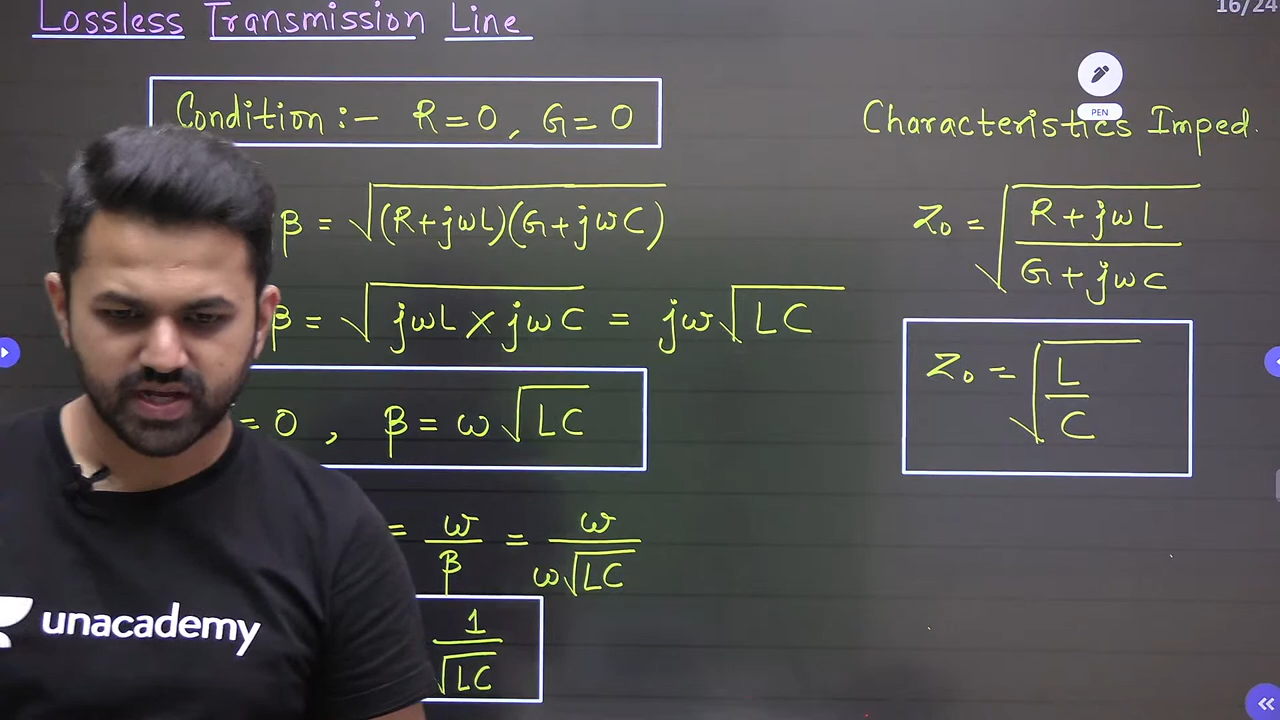 Lossless Transmission Line
16/24
Condition :- R=0, G=0
PEN
Characteristics Imped.
β = √(R+jωL)(G+jωC)
Z₀ = √R+jωL/G+jωC
β = √jωL × jωC = jω√LC
Z₀ = √L/C
=0, β = ω√LC
= ω/β = ω/ω√LC
1/√LC
unacademy